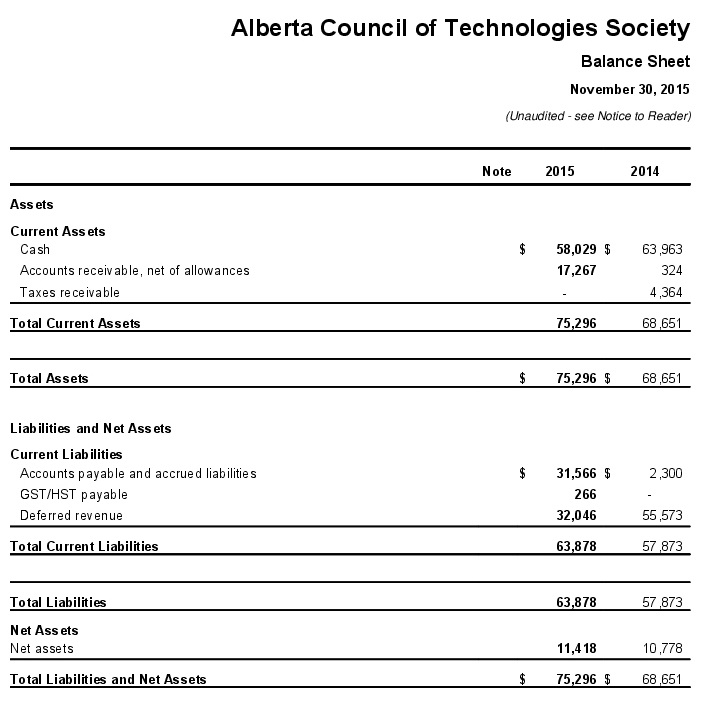 Alberta Council of Technologies Society
Balance Sheet
November 30, 2015
(Unaudited - see Notice to Reader)
Note 2015 2014
Assets
Current Assets
Cash $ 58,029 $ 63,963
Accounts receivable, net of allowances 17,267 324
Taxes receivable - 4,364
Total Current Assets 75,296 68,651
Total Assets $ 75,296 $ 68,651
Liabilities and Net Assets
Current Liabilities
Accounts payable and accrued liabilities $ 31,566 $ 2,300
GST/HST payable 266 -
Deferred revenue 32,046 55,573
Total Current Liabilities 63,878 57,873
Total Liabilities 63,878 57,873
Net Assets
Net assets 11,418 10,778
Total Liabilities and Net Assets $ 75,296 $ 68,651